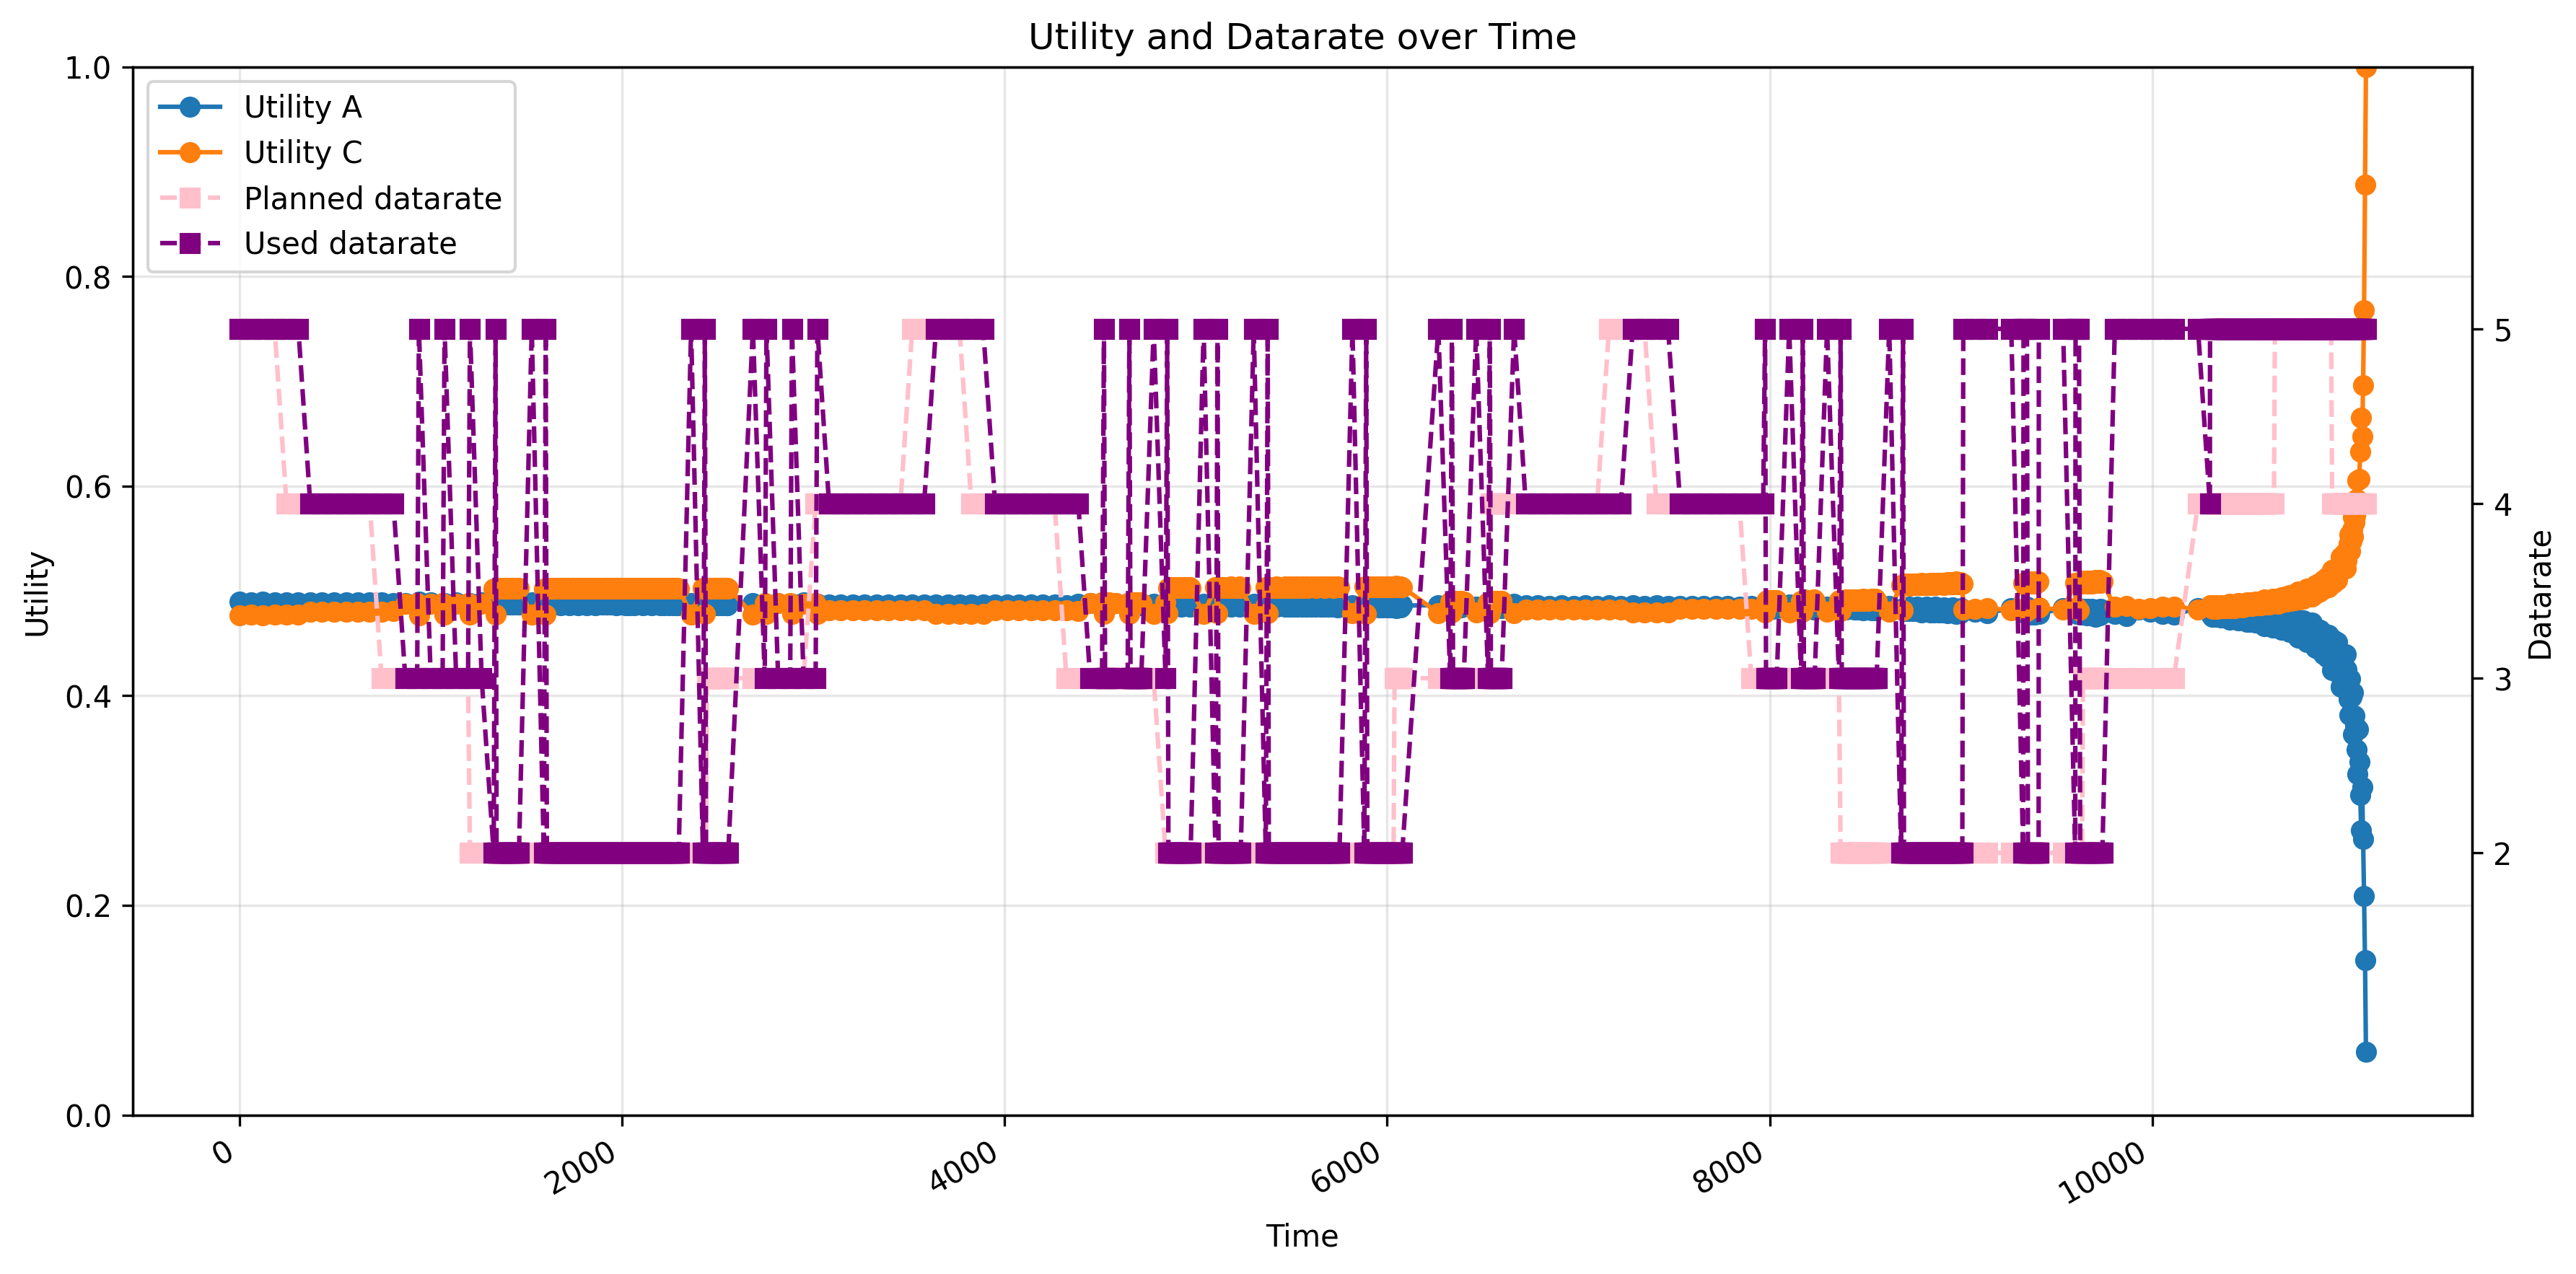 Utility and Datarate over Time
1.0
0.8
0.6
0.4
0.2
0.0
Utility
Utility A
Utility C
Planned datarate
Used datarate
5
4
3
2
Datarate
0
2000
4000
6000
8000
10000
Time